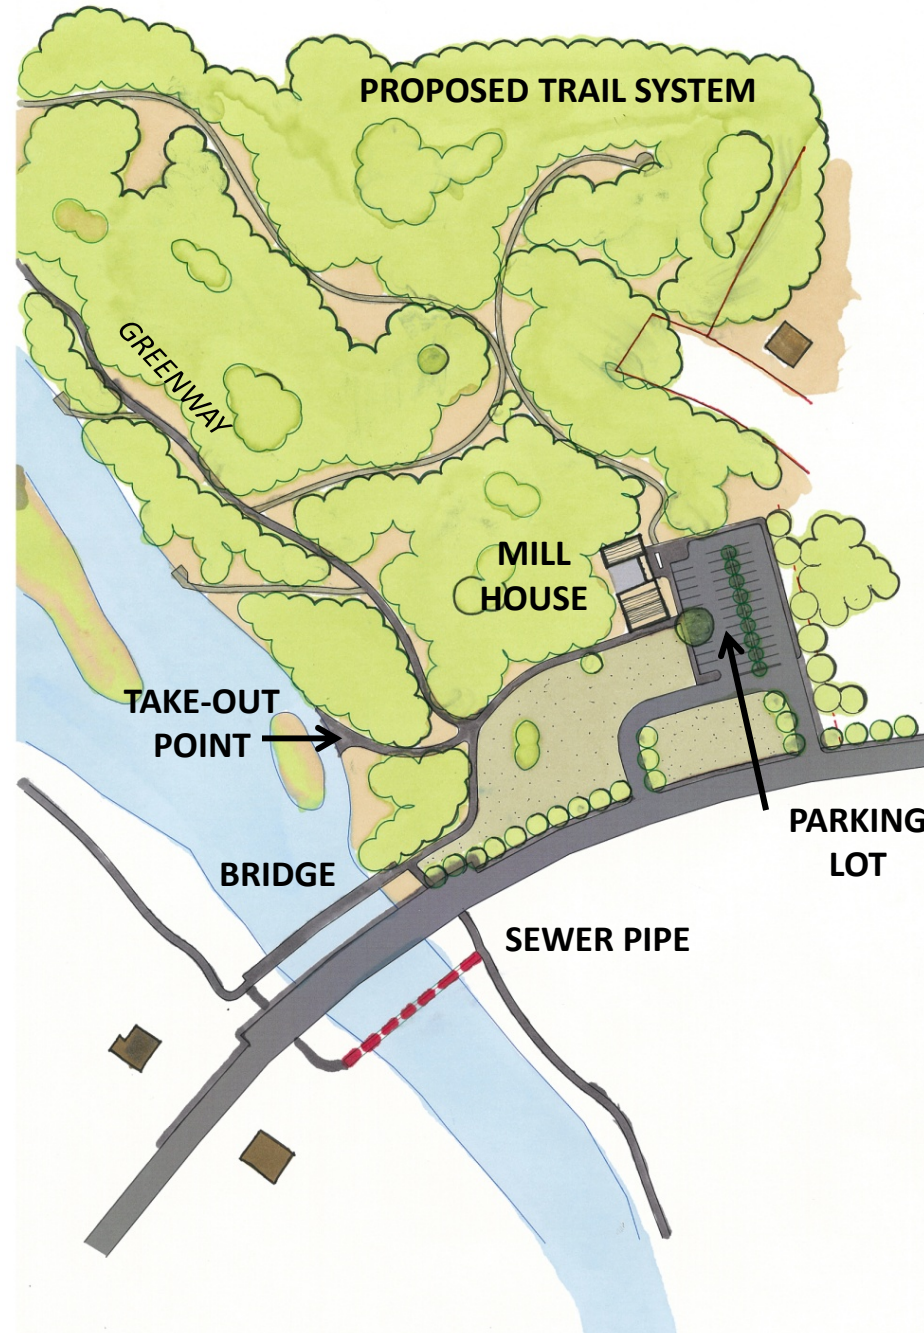 PROPOSED TRAIL SYSTEM
GREENWAY
MILL
HOUSE
TAKE-OUT
POINT
PARKING
LOT
BRIDGE
SEWER PIPE